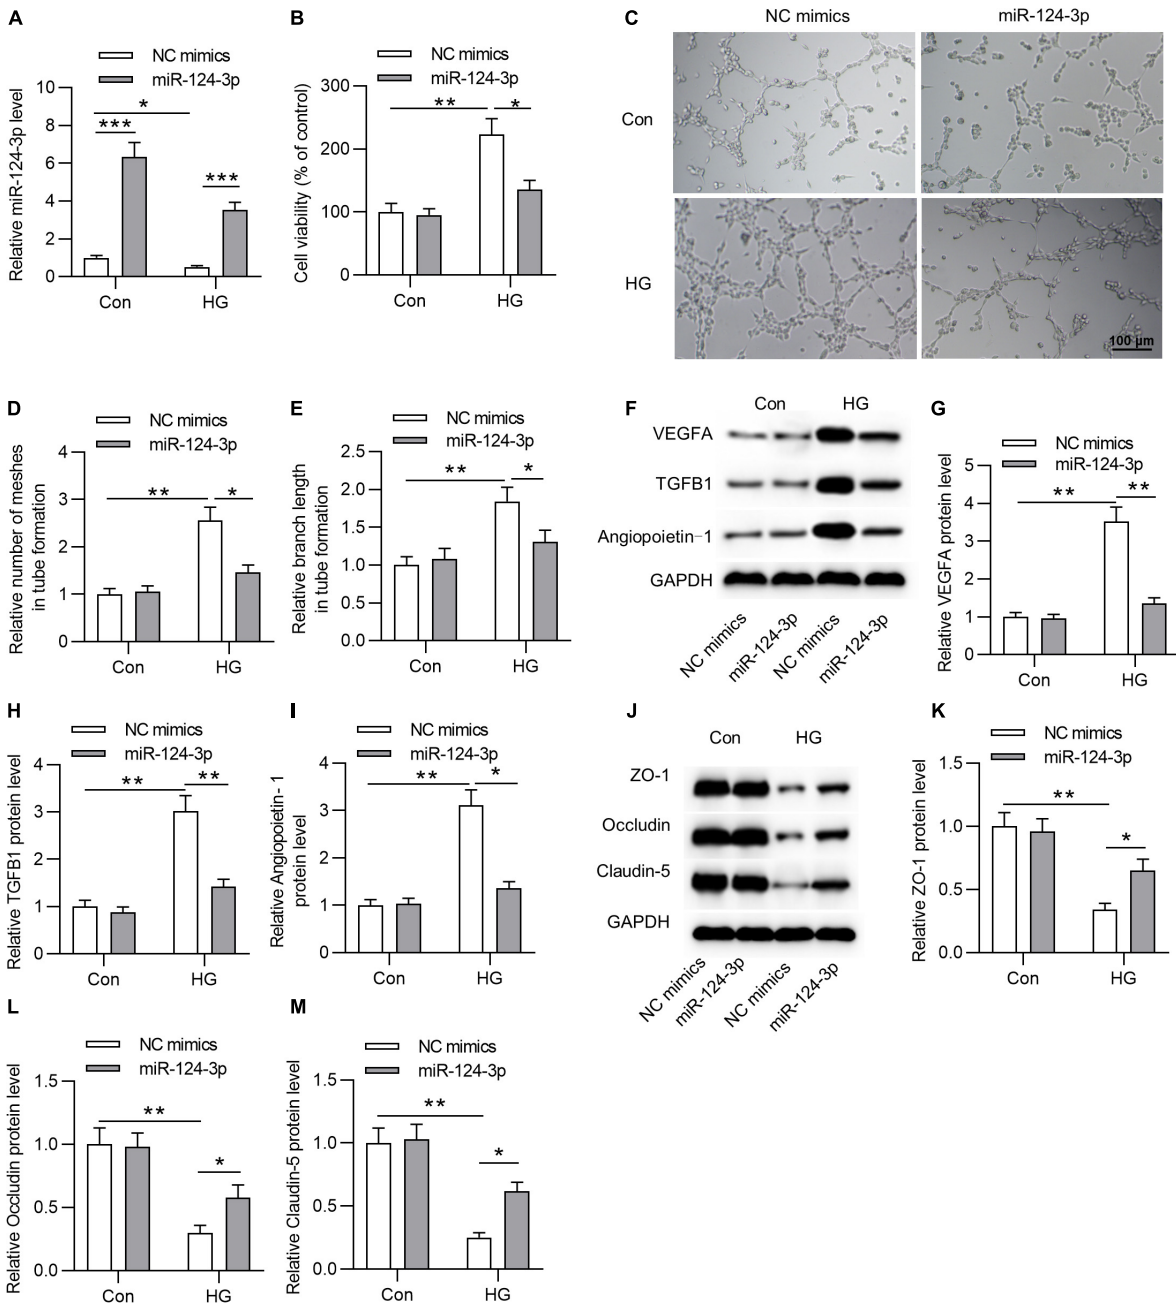 A
NC mimics
miR-124-3p
Relative miR-124-3p level
10
8
6
4
2
0
*
***
***
Con HG
B
NC mimics
miR-124-3p
Cell viability (% of control)
300
200
100
0
**
*
Con HG
C
NC mimics miR-124-3p
Con
HG
100 µm
D
NC mimics
miR-124-3p
Relative number of meshes
in tube formation
4
3
2
1
0
**
*
Con HG
E
NC mimics
miR-124-3p
Relative branch length
in tube formation
2.5
2.0
1.5
1.0
0.5
0.0
**
*
Con HG
F
Con HG
VEGFA
TGFB1
Angiopoietin-1
GAPDH
NC mimics
miR-124-3p
NC mimics
miR-124-3p
G
NC mimics
miR-124-3p
Relative VEGFA protein level
5
4
3
2
1
0
**
**
Con HG
H
NC mimics
miR-124-3p
Relative TGFB1 protein level
4
3
2
1
0
**
**
Con HG
I
NC mimics
miR-124-3p
Relative Angiopoietin-1
protein level
4
3
2
1
0
**
*
Con HG
J
Con HG
ZO-1
Occludin
Claudin-5
GAPDH
NC mimics
miR-124-3p
NC mimics
miR-124-3p
K
NC mimics
miR-124-3p
Relative ZO-1 protein level
1.5
1.0
0.5
0.0
**
*
Con HG
L
NC mimics
miR-124-3p
Relative Occludin protein level
1.5
1.0
0.5
0.0
**
*
Con HG
M
NC mimics
miR-124-3p
Relative Claudin-5 protein level
1.5
1.0
0.5
0.0
**
*
Con HG